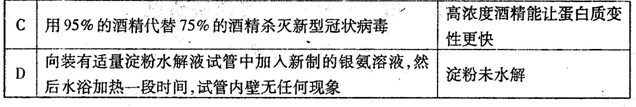 C 用95%的酒精代替75%的酒精杀灭新型冠状病毒 高浓度酒精能让蛋白质变
性更快
D 向装有适量淀粉水解液试管中加入新制的银氨溶液,然
后水浴加热一段时间,试管内壁无任何现象 淀粉未水解